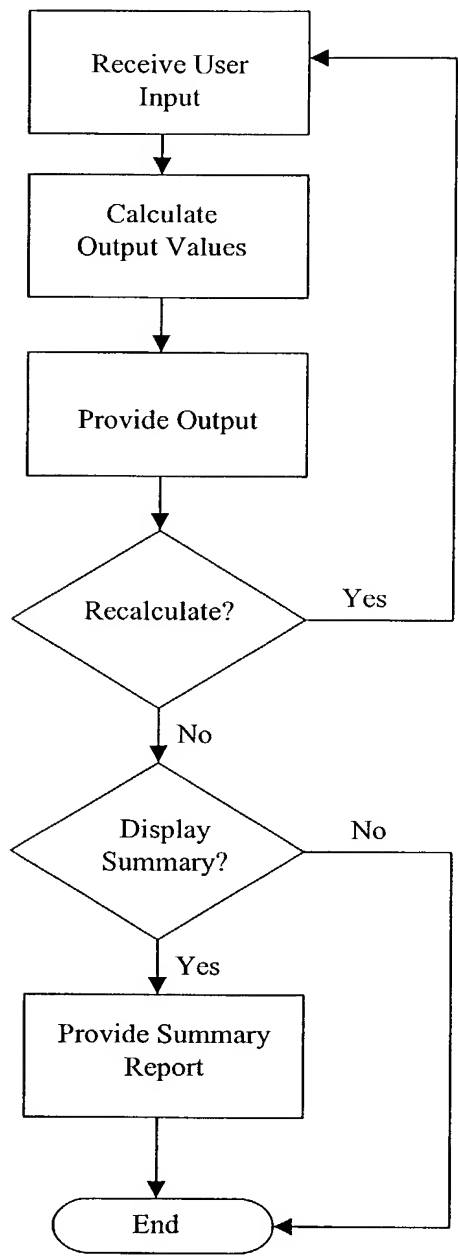 Receive User
Input
Calculate
Output Values
Provide Output
Recalculate?
Yes
No
Display
Summary?
No
Yes
Provide Summary
Report
End